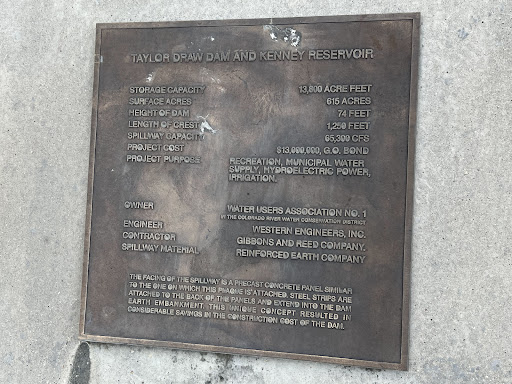 TAYLOR DRAW DAM AND KENNEY RESERVOIR
STORAGE CAPACITY 13,800 ACRE FEET
SURFACE ACRES 615 ACRES
HEIGHT OF DAM 74 FEET
LENGTH OF CREST 1,250 FEET
SPILLWAY CAPACITY 65,300 CFS
PROJECT COST $13,000,000, G.O. BOND
PROJECT PURPOSE RECREATION, MUNICIPAL WATER
SUPPLY, HYDROELECTRIC POWER,
IRRIGATION.
OWNER WATER USERS ASSOCIATION NO. 1
IN THE COLORADO RIVER WATER CONSERVATION DISTRICT
ENGINEER WESTERN ENGINEERS, INC.
CONTRACTOR GIBBONS AND REED COMPANY.
SPILLWAY MATERIAL REINFORCED EARTH COMPANY
THE FACING OF THE SPILLWAY IS A PRECAST CONCRETE PANEL SIMILAR
TO THE ONE ON WHICH THIS PLAQUE IS ATTACHED. STEEL STRIPS ARE
ATTACHED TO THE BACK OF THE PANELS AND EXTEND INTO THE DAM
EARTH EMBANKMENT. THIS UNIQUE CONCEPT RESULTED IN
CONSIDERABLE SAVINGS IN THE CONSTRUCTION COST OF THE DAM.